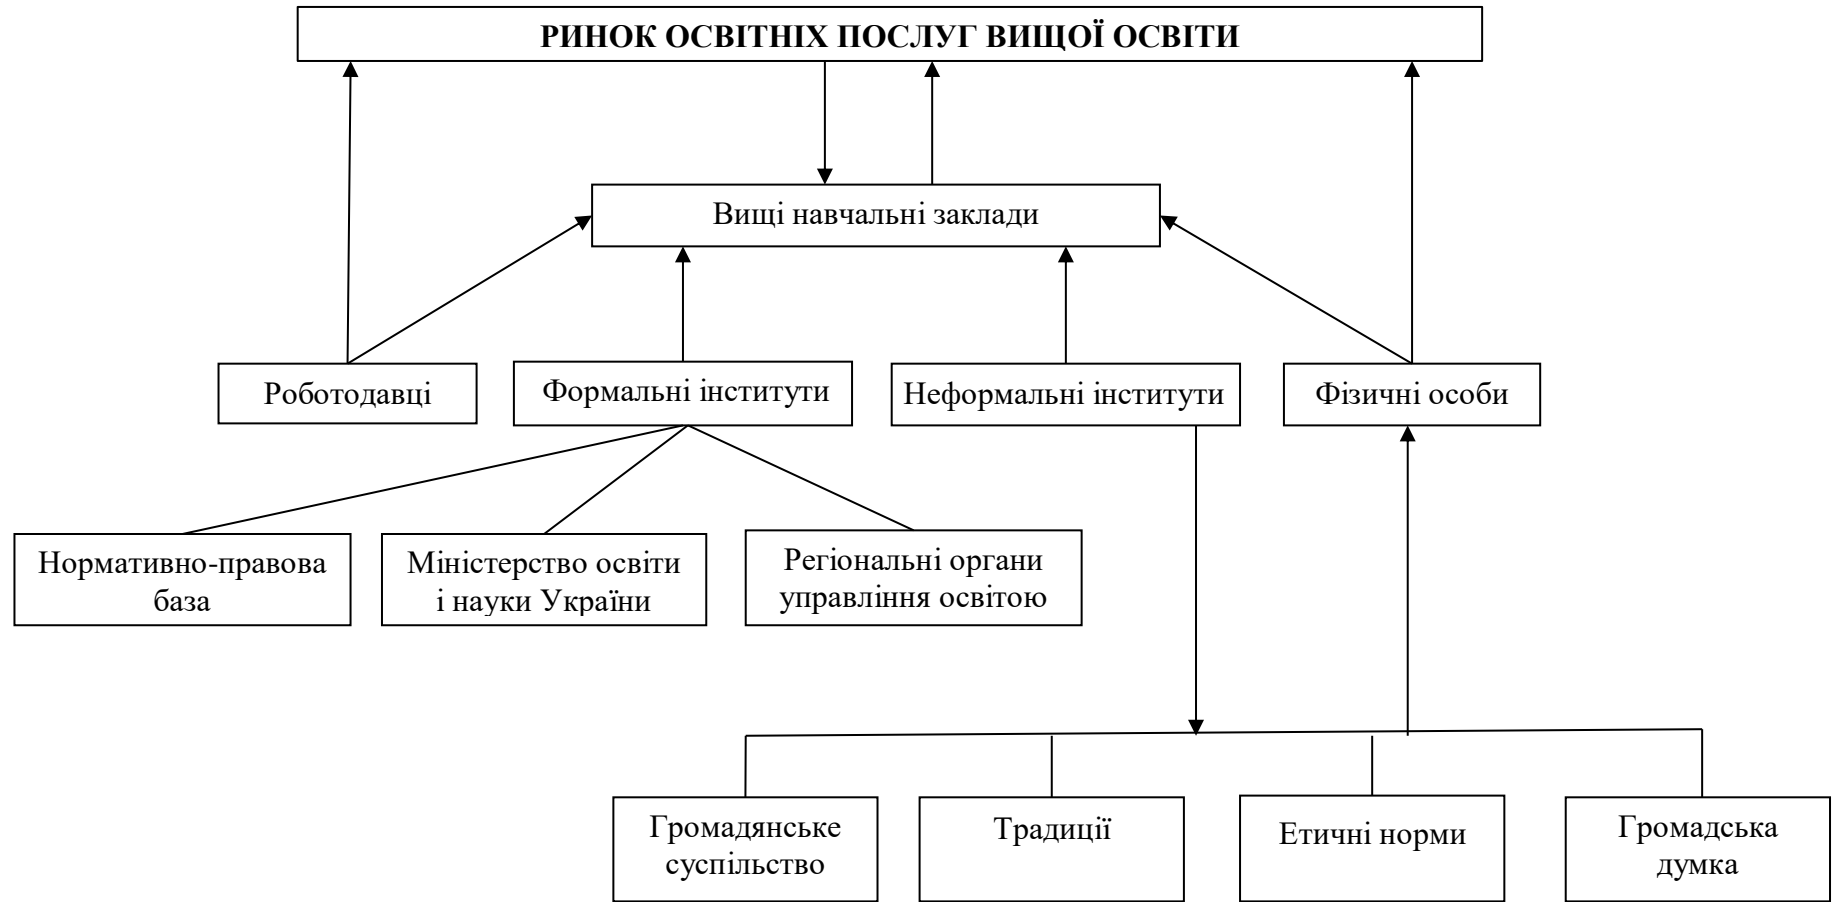 РИНОК ОСВІТНІХ ПОСЛУГ ВИЩОЇ ОСВІТИ
Вищі навчальні заклади
Роботодавці
Формальні інститути
Неформальні інститути
Фізичні особи
Нормативно-правова
база
Міністерство освіти
і науки України
Регіональні органи
управління освітою
Громадянське
суспільство
Традиції
Етичні норми
Громадська
думка